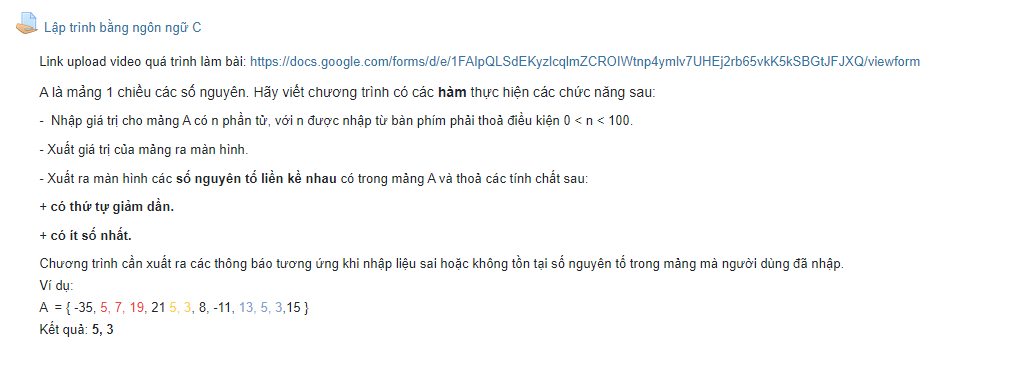 Lập trình bằng ngôn ngữ C
Link upload video quá trình làm bài: https://docs.google.com/forms/d/e/1FAIpQLSdEKyzIcqlmZCROIWtnp4ymlv7UHEj2rb65vkK5kSBGtJFJXQ/viewform
A là mảng 1 chiều các số nguyên. Hãy viết chương trình có các hàm thực hiện các chức năng sau:
- Nhập giá trị cho mảng A có n phần tử, với n được nhập từ bàn phím phải thoả điều kiện 0 < n < 100.
- Xuất giá trị của mảng ra màn hình.
- Xuất ra màn hình các số nguyên tố liền kề nhau có trong mảng A và thoả các tính chất sau:
+ có thứ tự giảm dần.
+ có ít số nhất.
Chương trình cần xuất ra các thông báo tương ứng khi nhập liệu sai hoặc không tồn tại số nguyên tố trong mảng mà người dùng đã nhập.
Ví dụ:
A = { -35, 5, 7, 19, 21 5, 3, 8, -11, 13, 5, 3,15 }
Kết quả: 5, 3